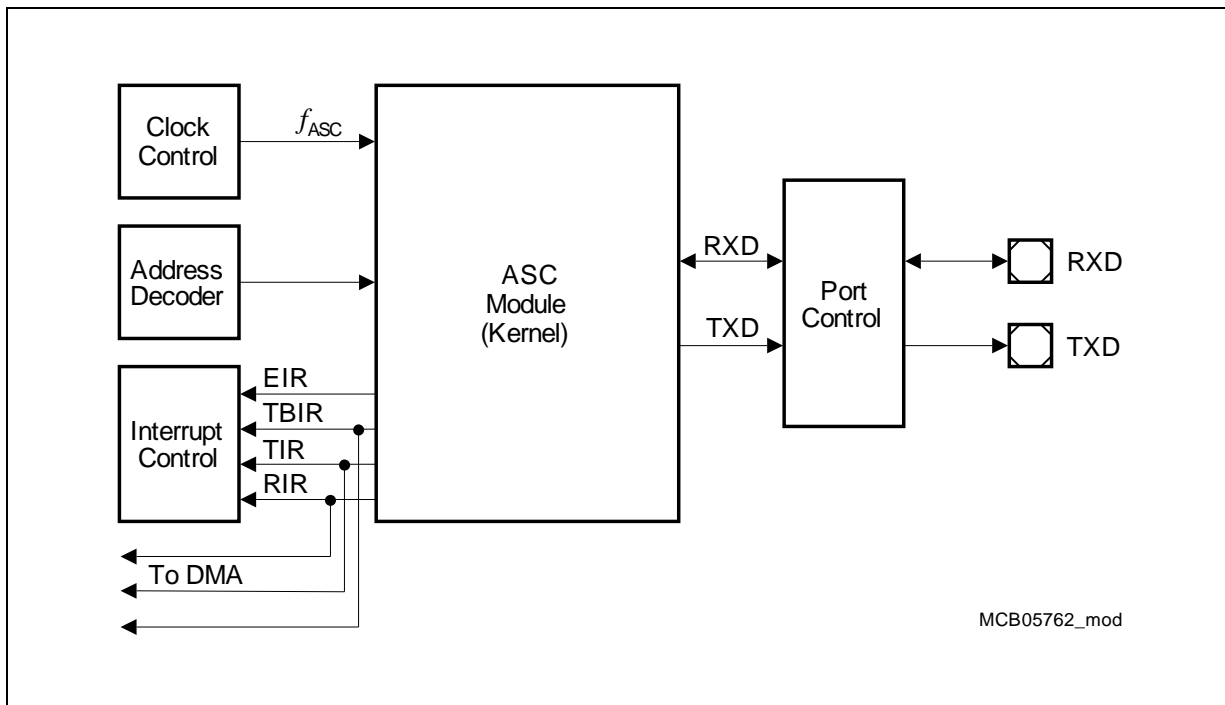 Clock
Control
fASC
Address
Decoder
Interrupt
Control
EIR
TBIR
TIR
RIR
To DMA
ASC
Module
(Kernel)
RXD
TXD
Port
Control
RXD
TXD
MCB05762_mod